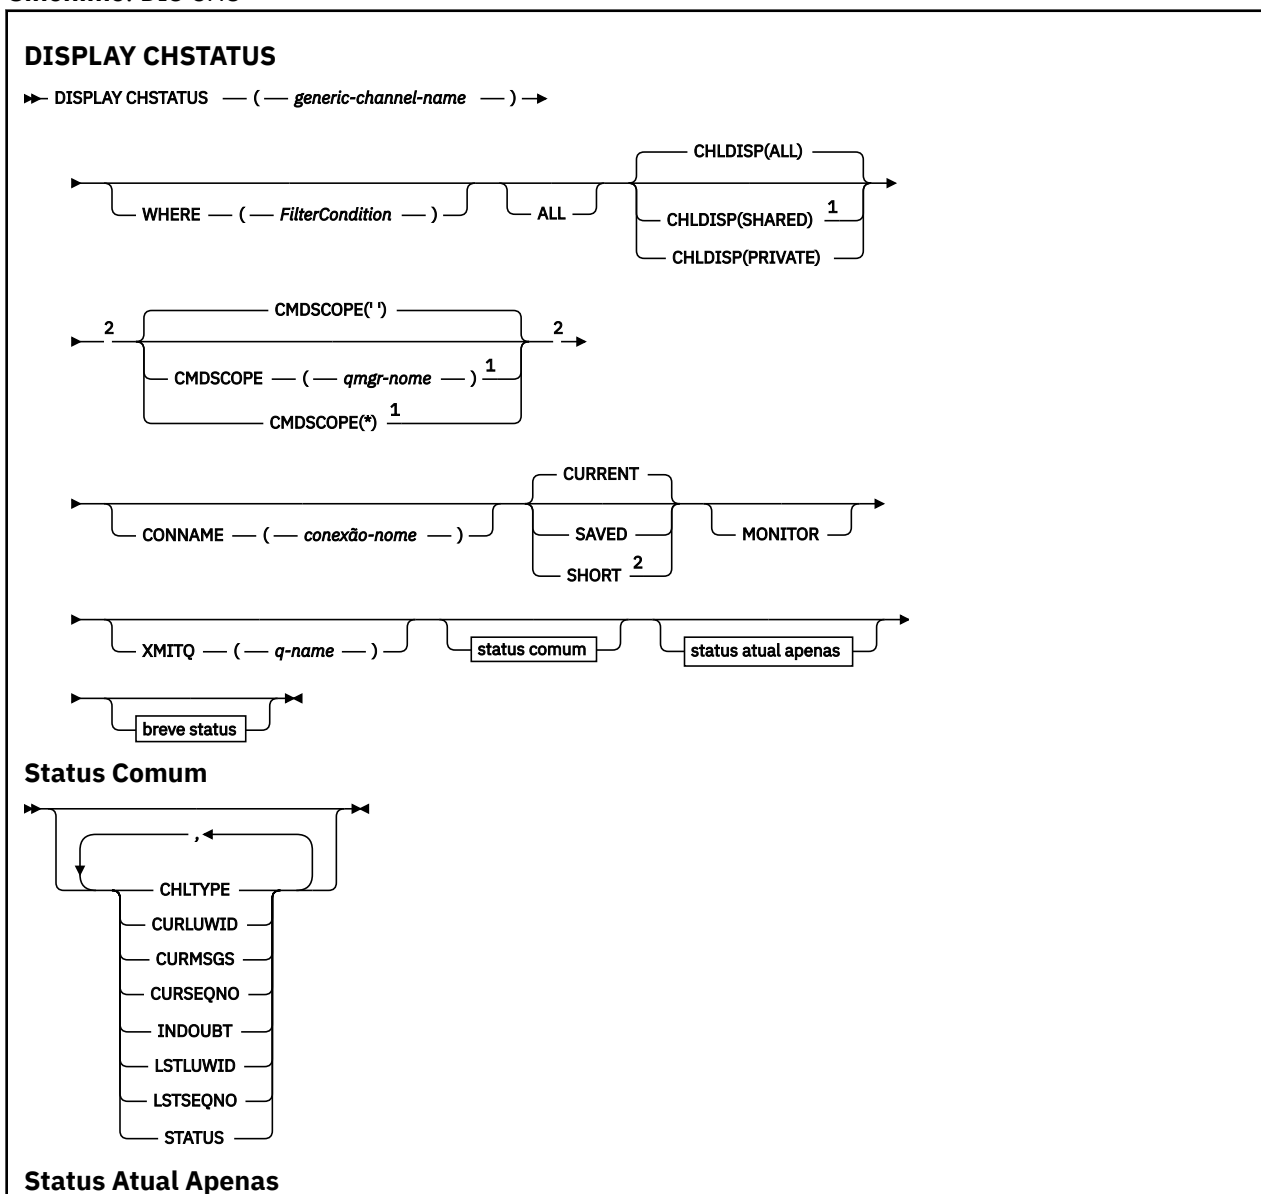 DISPLAY CHSTATUS
DISPLAY CHSTATUS ( generic-channel-name )
CHLDISP(ALL)
WHERE ( FilterCondition ) ALL CHLDISP(SHARED) 1
CHLDISP(PRIVATE)
2 CMDSCOPE(' ') 2
CMDSCOPE ( qmgr-nome ) 1
CMDSCOPE(*) 1
CURRENT
CONNAME ( conexão-nome ) SAVED MONITOR
SHORT 2
XMITQ ( q-name ) status comum status atual apenas
breve status
Status Comum
,
CHLTYPE
CURLUWID
CURMSGS
CURSEQNO
INDOUBT
LSTLUWID
LSTSEQNO
STATUS
Status Atual Apenas